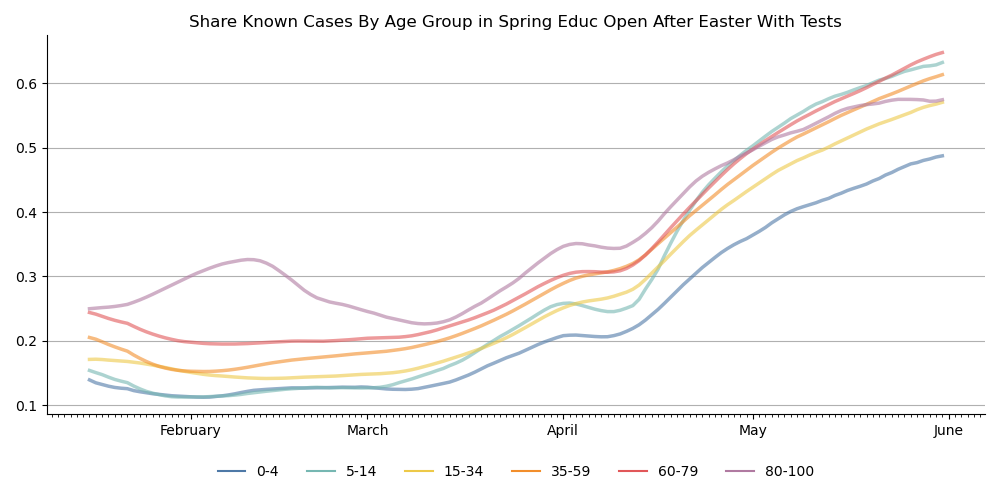 Share Known Cases By Age Group in Spring Educ Open After Easter With Tests
0.6
0.5
0.4
0.3
0.2
0.1
February March April May June
0-4 5-14 15-34 35-59 60-79 80-100